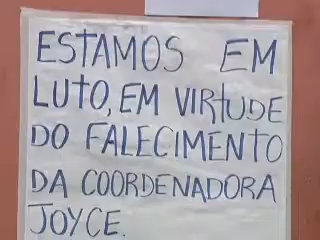 ESTAMOS EM
LUTO, EM VIRTUDE
DO FALECIMENTO
DA COORDENADORA
JOYCE.